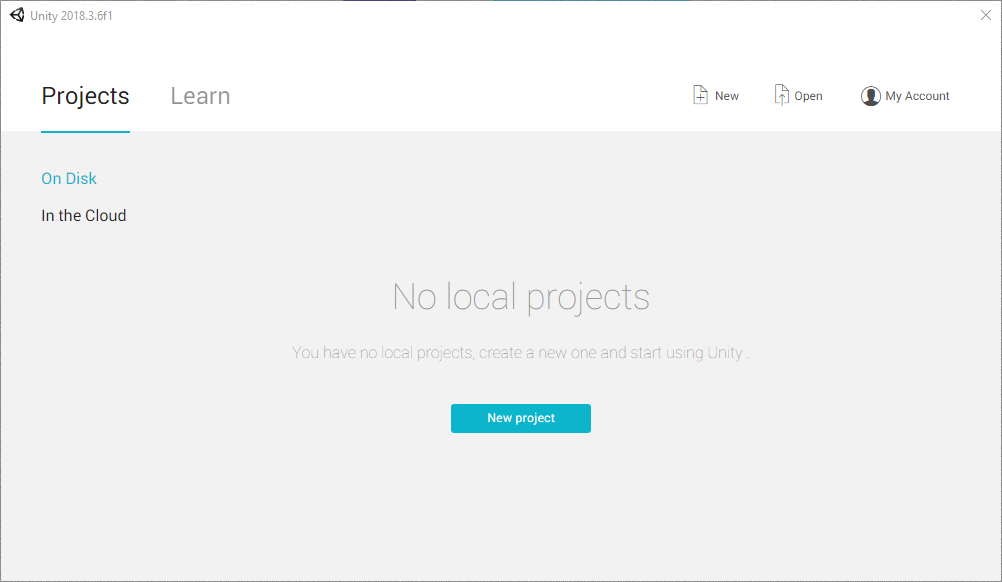 Unity 2018.3.6f1
Projects
Learn
New
Open
My Account
On Disk
In the Cloud
No local projects
You have no local projects, create a new one and start using Unity .
New project